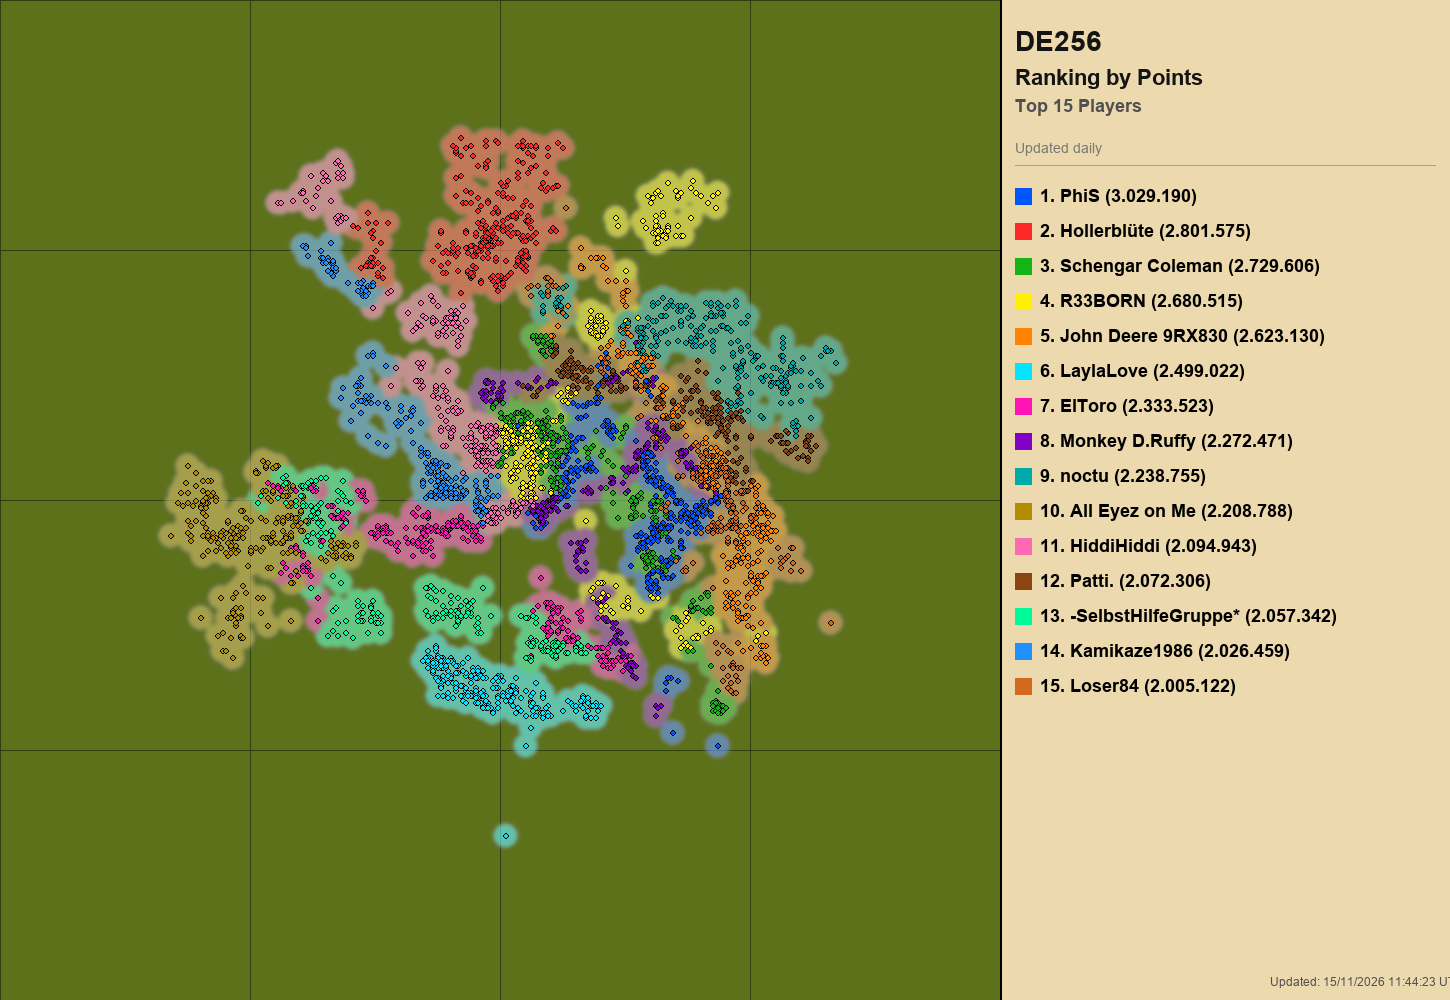 DE256
Ranking by Points
Top 15 Players
Updated daily
1. PhiS (3.029.190)
2. Hollerblüte (2.801.575)
3. Schengar Coleman (2.729.606)
4. R33BORN (2.680.515)
5. John Deere 9RX830 (2.623.130)
6. LaylaLove (2.499.022)
7. ElToro (2.333.523)
8. Monkey D.Ruffy (2.272.471)
9. noctu (2.238.755)
10. All Eyez on Me (2.208.788)
11. HiddiHiddi (2.094.943)
12. Patti. (2.072.306)
13. -SelbstHilfeGruppe* (2.057.342)
14. Kamikaze1986 (2.026.459)
15. Loser84 (2.005.122)
Updated: 15/11/2026 11:44:23